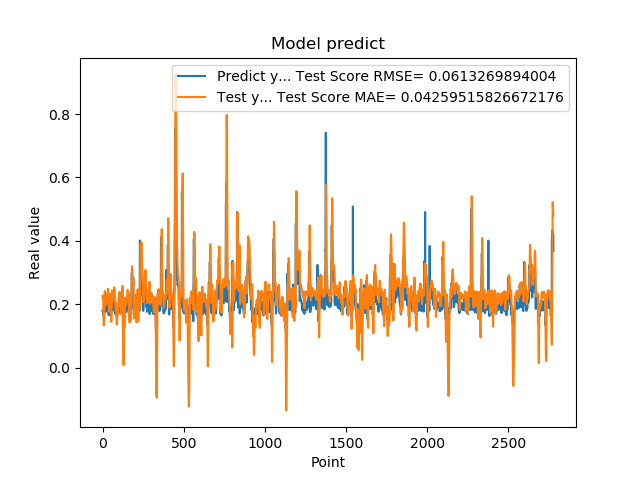 Model predict
Predict y... Test Score RMSE= 0.0613269894004
Test y... Test Score MAE= 0.04259515826672176
0.8
0.6
0.4
0.2
0.0
Real value
0 500 1000 1500 2000 2500
Point